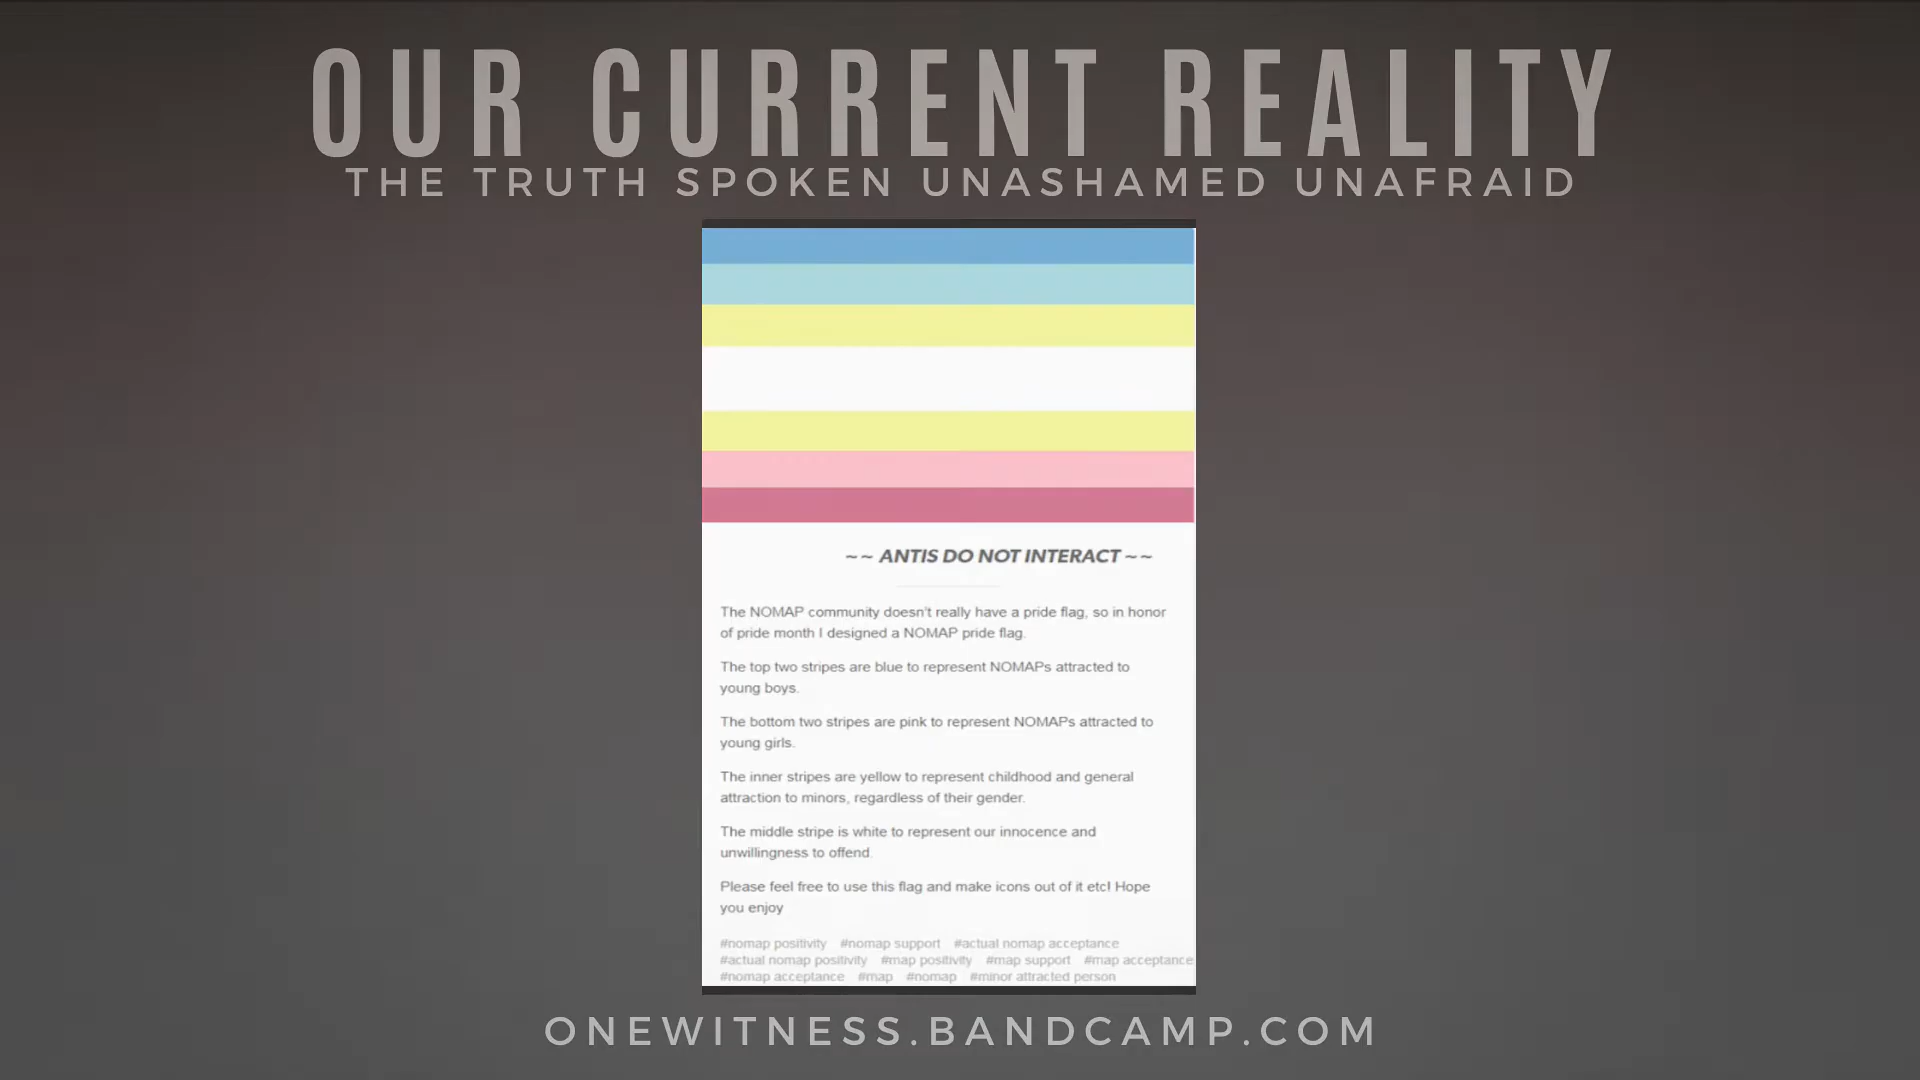 OUR CURRENT REALITY
THE TRUTH SPOKEN UNASHAMED UNAFRAID
~~ ANTIS DO NOT INTERACT ~~
The NOMAP community doesn't really have a pride flag, so in honor
of pride month I designed a NOMAP pride flag.
The top two stripes are blue to represent NOMAPs attracted to
young boys.
The bottom two stripes are pink to represent NOMAPs attracted to
young girls.
The inner stripes are yellow to represent childhood and general
attraction to minors, regardless of their gender.
The middle stripe is white to represent our innocence and
unwillingness to offend.
Please feel free to use this flag and make icons out of it etc! Hope
you enjoy
#nomap positivity #nomap support #actual nomap acceptance
#actual nomap positivity #map positivity #map support #map acceptance
#nomap acceptance #map #nomap #minor attracted person
ONEWITNESS.BANDCAMP.COM